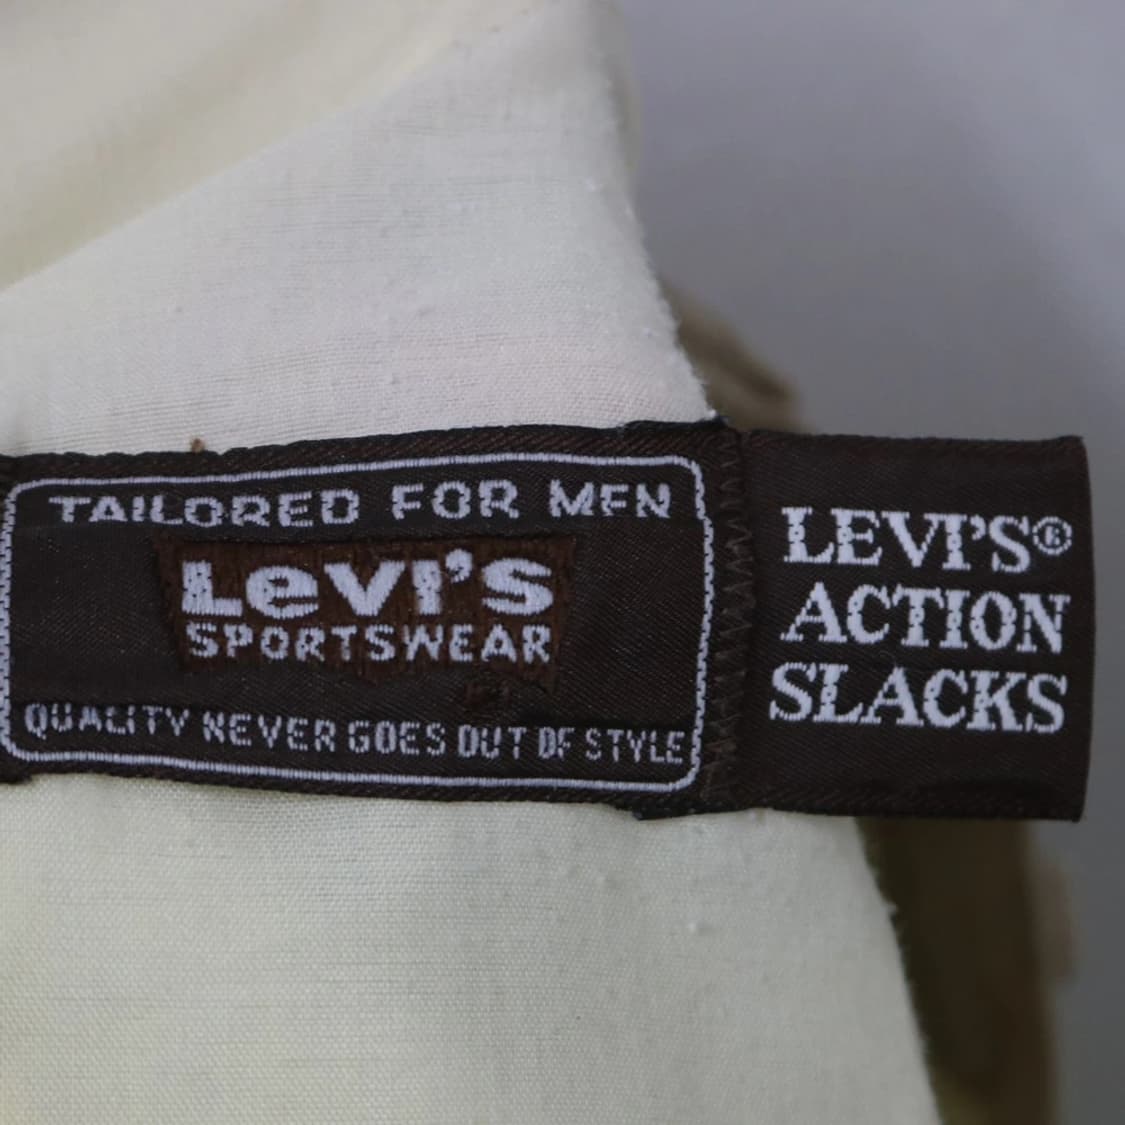 TAILORED FOR MEN
Levi's
SPORTSWEAR
QUALITY NEVER GOES OUT OF STYLE
LEVI'S®
ACTION
SLACKS